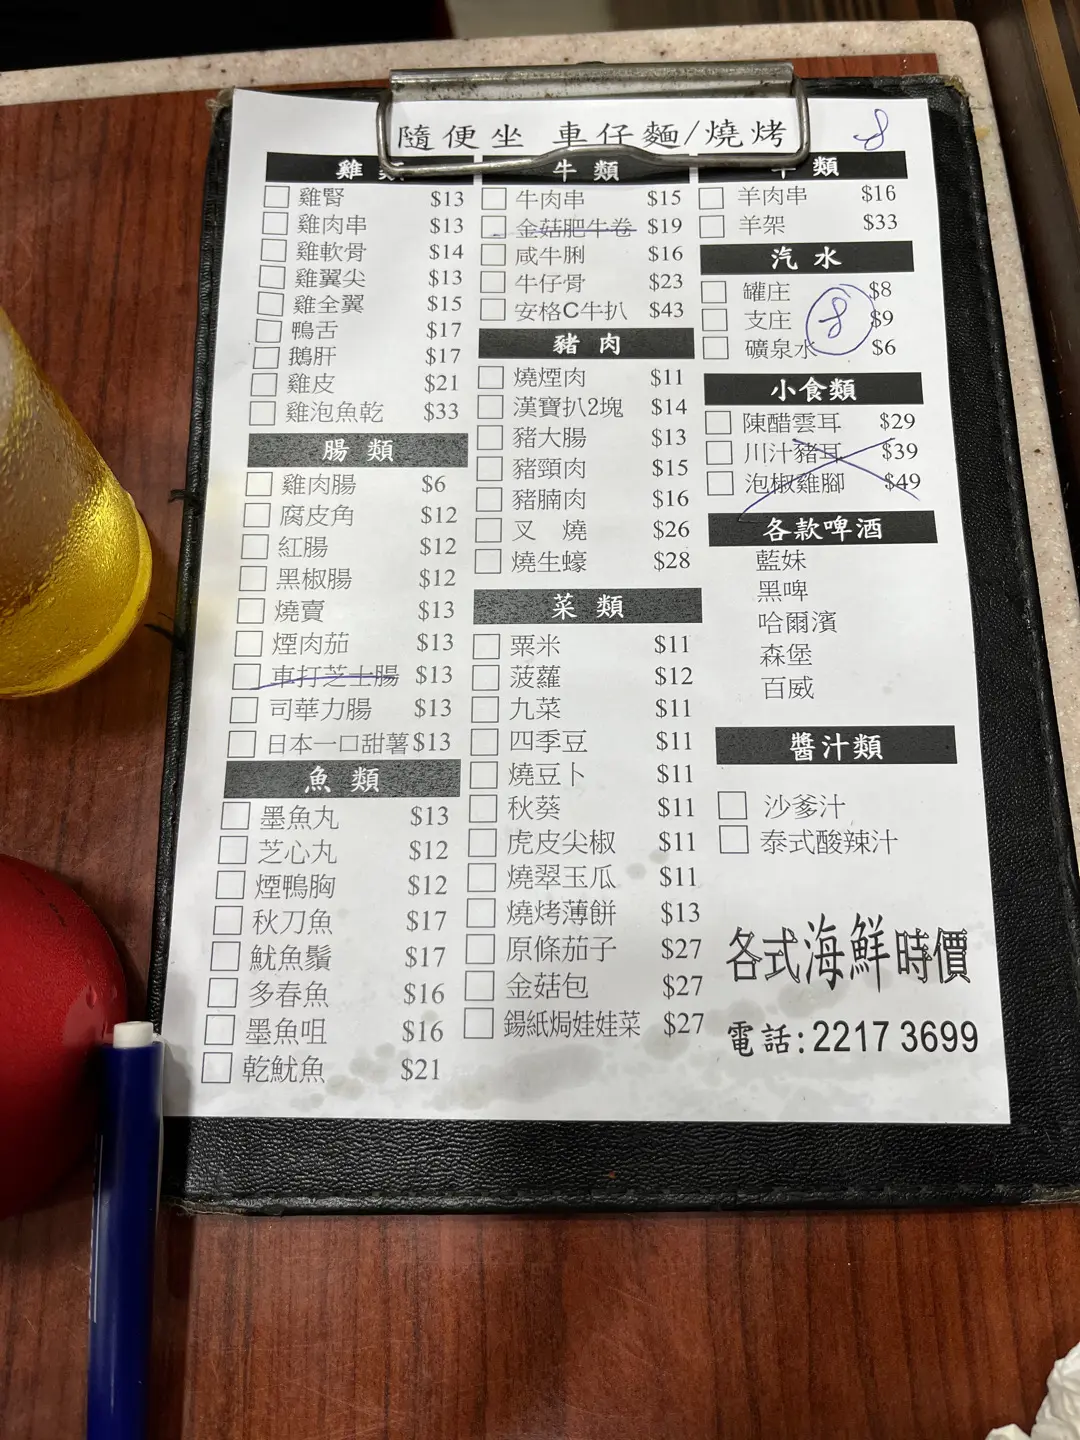 隨便坐 車仔麵/燒烤 8
雞 類
雞腎 $13
雞肉串 $13
雞軟骨 $14
雞翼尖 $13
雞全翼 $15
鴨舌 $17
鵝肝 $17
雞皮 $21
雞泡魚乾 $33
腸 類
雞肉腸 $6
腐皮角 $12
紅腸 $12
黑椒腸 $12
燒賣 $13
煙肉茄 $13
車打芝士腸 $13
司華力腸 $13
日本一口甜薯 $13
魚 類
墨魚丸 $13
芝心丸 $12
煙鴨胸 $12
秋刀魚 $17
魷魚鬚 $17
多春魚 $16
墨魚咀 $16
乾魷魚 $21
牛 類
牛肉串 $15
金菇肥牛卷 $19
咸牛脷 $16
牛仔骨 $23
安格C牛扒 $43
豬 肉
燒煙肉 $11
漢寶扒2塊 $14
豬大腸 $13
豬頸肉 $15
豬腩肉 $16
叉 燒 $26
燒生蠔 $28
菜 類
粟米 $11
菠蘿 $12
九菜 $11
四季豆 $11
燒豆卜 $11
秋葵 $11
虎皮尖椒 $11
燒翠玉瓜 $11
燒烤薄餅 $13
原條茄子 $27
金菇包 $27
錫紙焗娃娃菜 $27
類
羊肉串 $16
羊架 $33
汽 水
罐庄 $8
支庄 $9
礦泉水 $6
8
小食類
陳醋雲耳 $29
川汁豬耳 $39
泡椒雞腳 $49
各款啤酒
藍妹
黑啤
哈爾濱
森堡
百威
醬汁類
沙爹汁
泰式酸辣汁
各式海鮮時價
電話:2217 3699